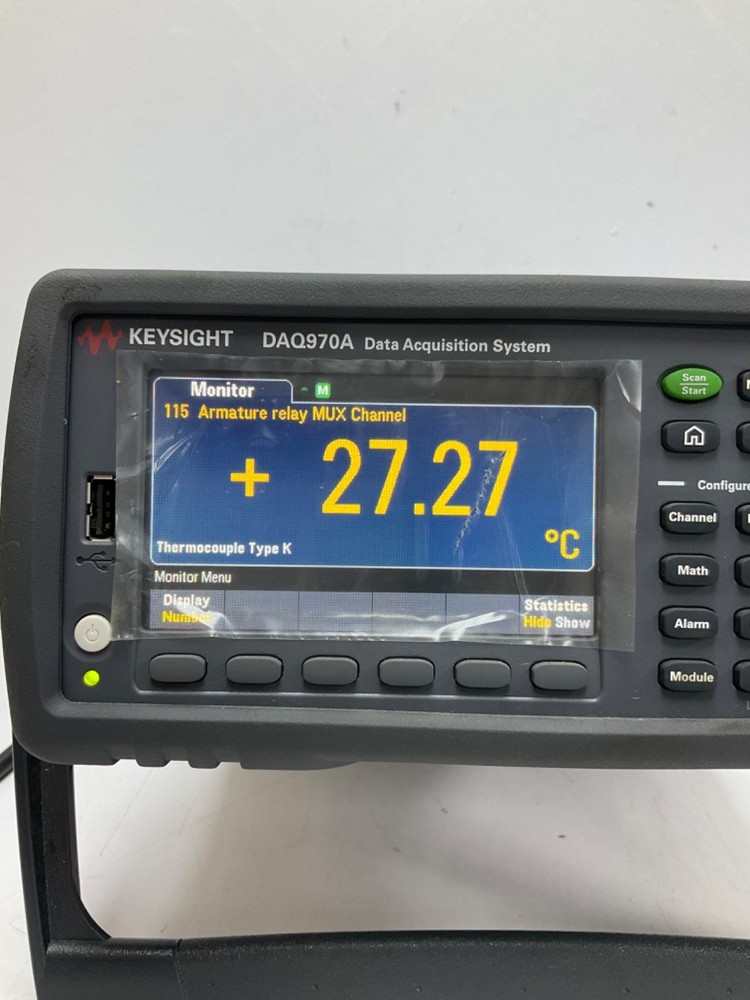 KEYSIGHT DAQ970A Data Acquisition System
Monitor M
115 Armature relay MUX Channel
+ 27.27
°C
Thermocouple Type K
Monitor Menu
Display
Number
Statistics
Hide Show
Scan
Start
Configure
Channel
Math
Alarm
Module